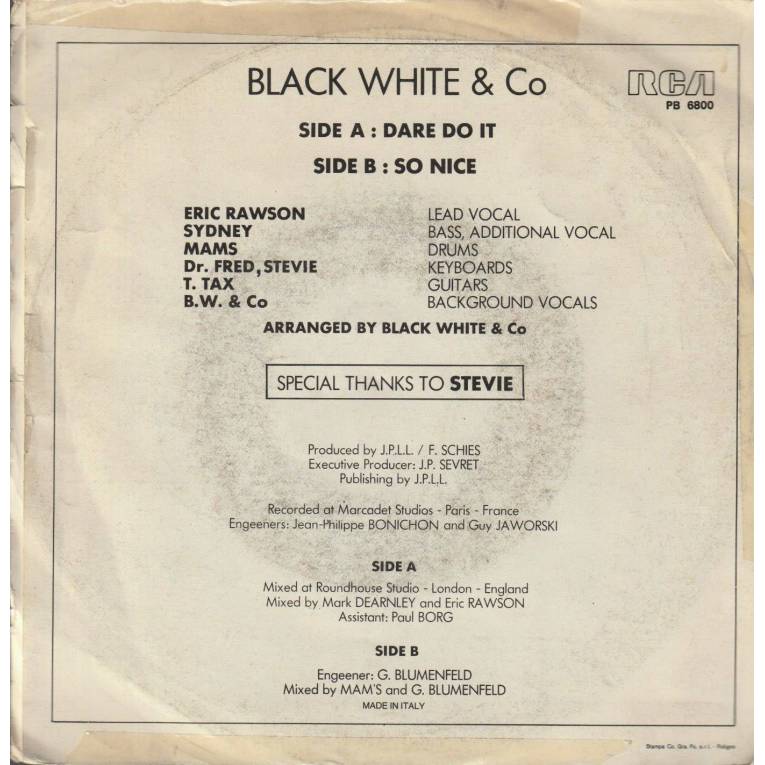 BLACK WHITE & Co
RCA
PB 6800
SIDE A : DARE DO IT
SIDE B : SO NICE
ERIC RAWSON LEAD VOCAL
SYDNEY BASS, ADDITIONAL VOCAL
MAMS DRUMS
Dr. FRED, STEVIE KEYBOARDS
T. TAX GUITARS
B.W. & Co BACKGROUND VOCALS
ARRANGED BY BLACK WHITE & Co
SPECIAL THANKS TO STEVIE
Produced by J.P.L.L. / F. SCHIES
Executive Producer: J.P. SEVRET
Publishing by J.P.L.L.
Recorded at Marcadet Studios - Paris - France
Engeeners: Jean-Philippe BONICHON and Guy JAWORSKI
SIDE A
Mixed at Roundhouse Studio - London - England
Mixed by Mark DEARNLEY and Eric RAWSON
Assistant: Paul BORG
SIDE B
Engeener: G. BLUMENFELD
Mixed by MAM'S and G. BLUMENFELD
MADE IN ITALY
Stampa Co. Gra. Po. s.r.l. -